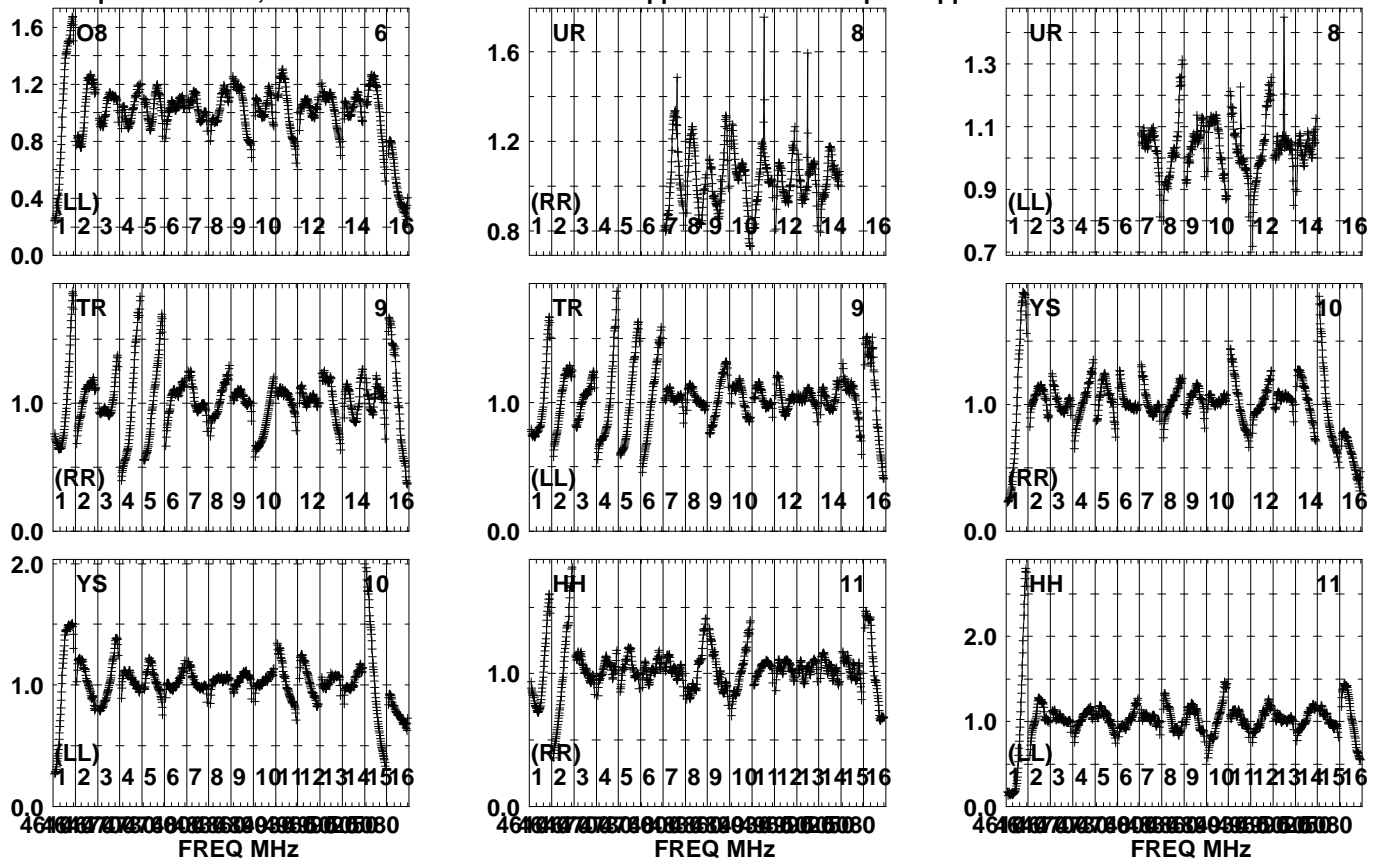 1.6 O8 6
1.2
0.8
0.4 (LL)
1 2 3 4 5 6 7 8 9 10 12 14 16
0.0
1.6 UR 8
1.2
(RR)
0.8 1 2 3 4 5 6 7 8 9 10 12 14 16
UR 8
1.3
1.1
0.9 (LL)
1 2 3 4 5 6 7 8 9 10 12 14 16
0.7
TR 9
1.0
(RR)
1 2 3 4 5 6 7 8 9 10 12 14 16
0.0
TR 9
1.0
(LL)
1 2 3 4 5 6 7 8 9 10 12 14 16
0.0
YS 10
1.0
(RR)
1 2 3 4 5 6 7 8 9 10 12 14 16
0.0
2.0 YS 10
1.0
(LL)
1 2 3 4 5 6 7 8 9 10 11 12 13 15 16
0.0
FREQ MHz
HH 11
1.0
(RR)
1 2 3 4 5 6 7 8 9 10 11 12 13 14 15 16
0.0
FREQ MHz
HH 11
2.0
1.0
(LL)
1 2 3 4 5 6 7 8 9 10 11 12 13 14 15 16
0.0
FREQ MHz